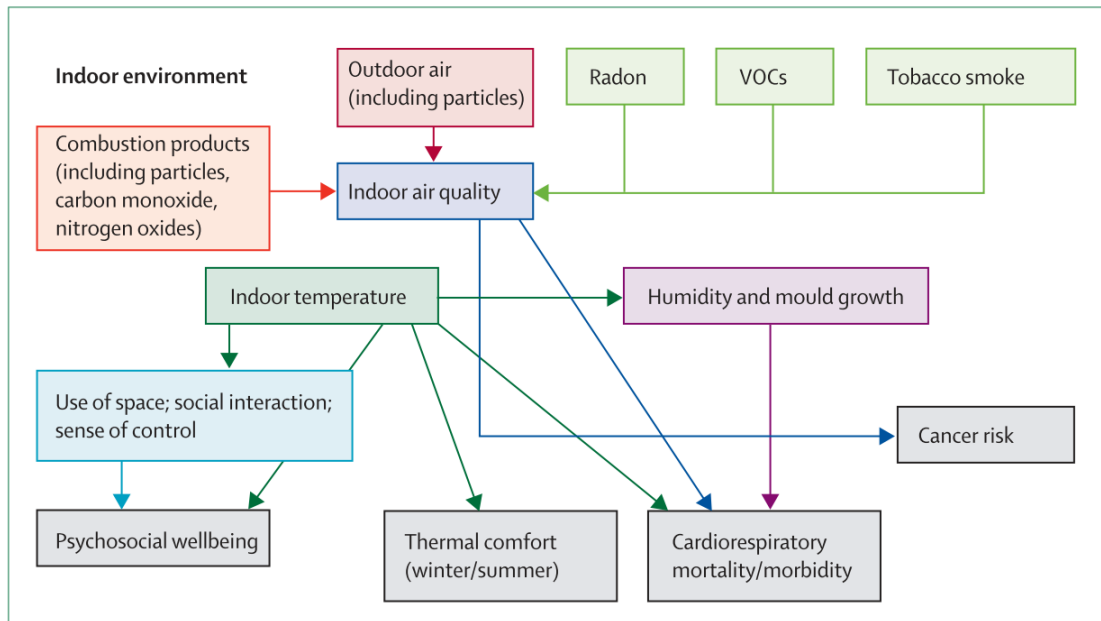 Indoor environment
Outdoor air
(including particles)
Radon
VOCs
Tobacco smoke
Combustion products
(including particles,
carbon monoxide,
nitrogen oxides)
Indoor air quality
Indoor temperature
Humidity and mould growth
Use of space; social interaction;
sense of control
Cancer risk
Psychosocial wellbeing
Thermal comfort
(winter/summer)
Cardiorespiratory
mortality/morbidity